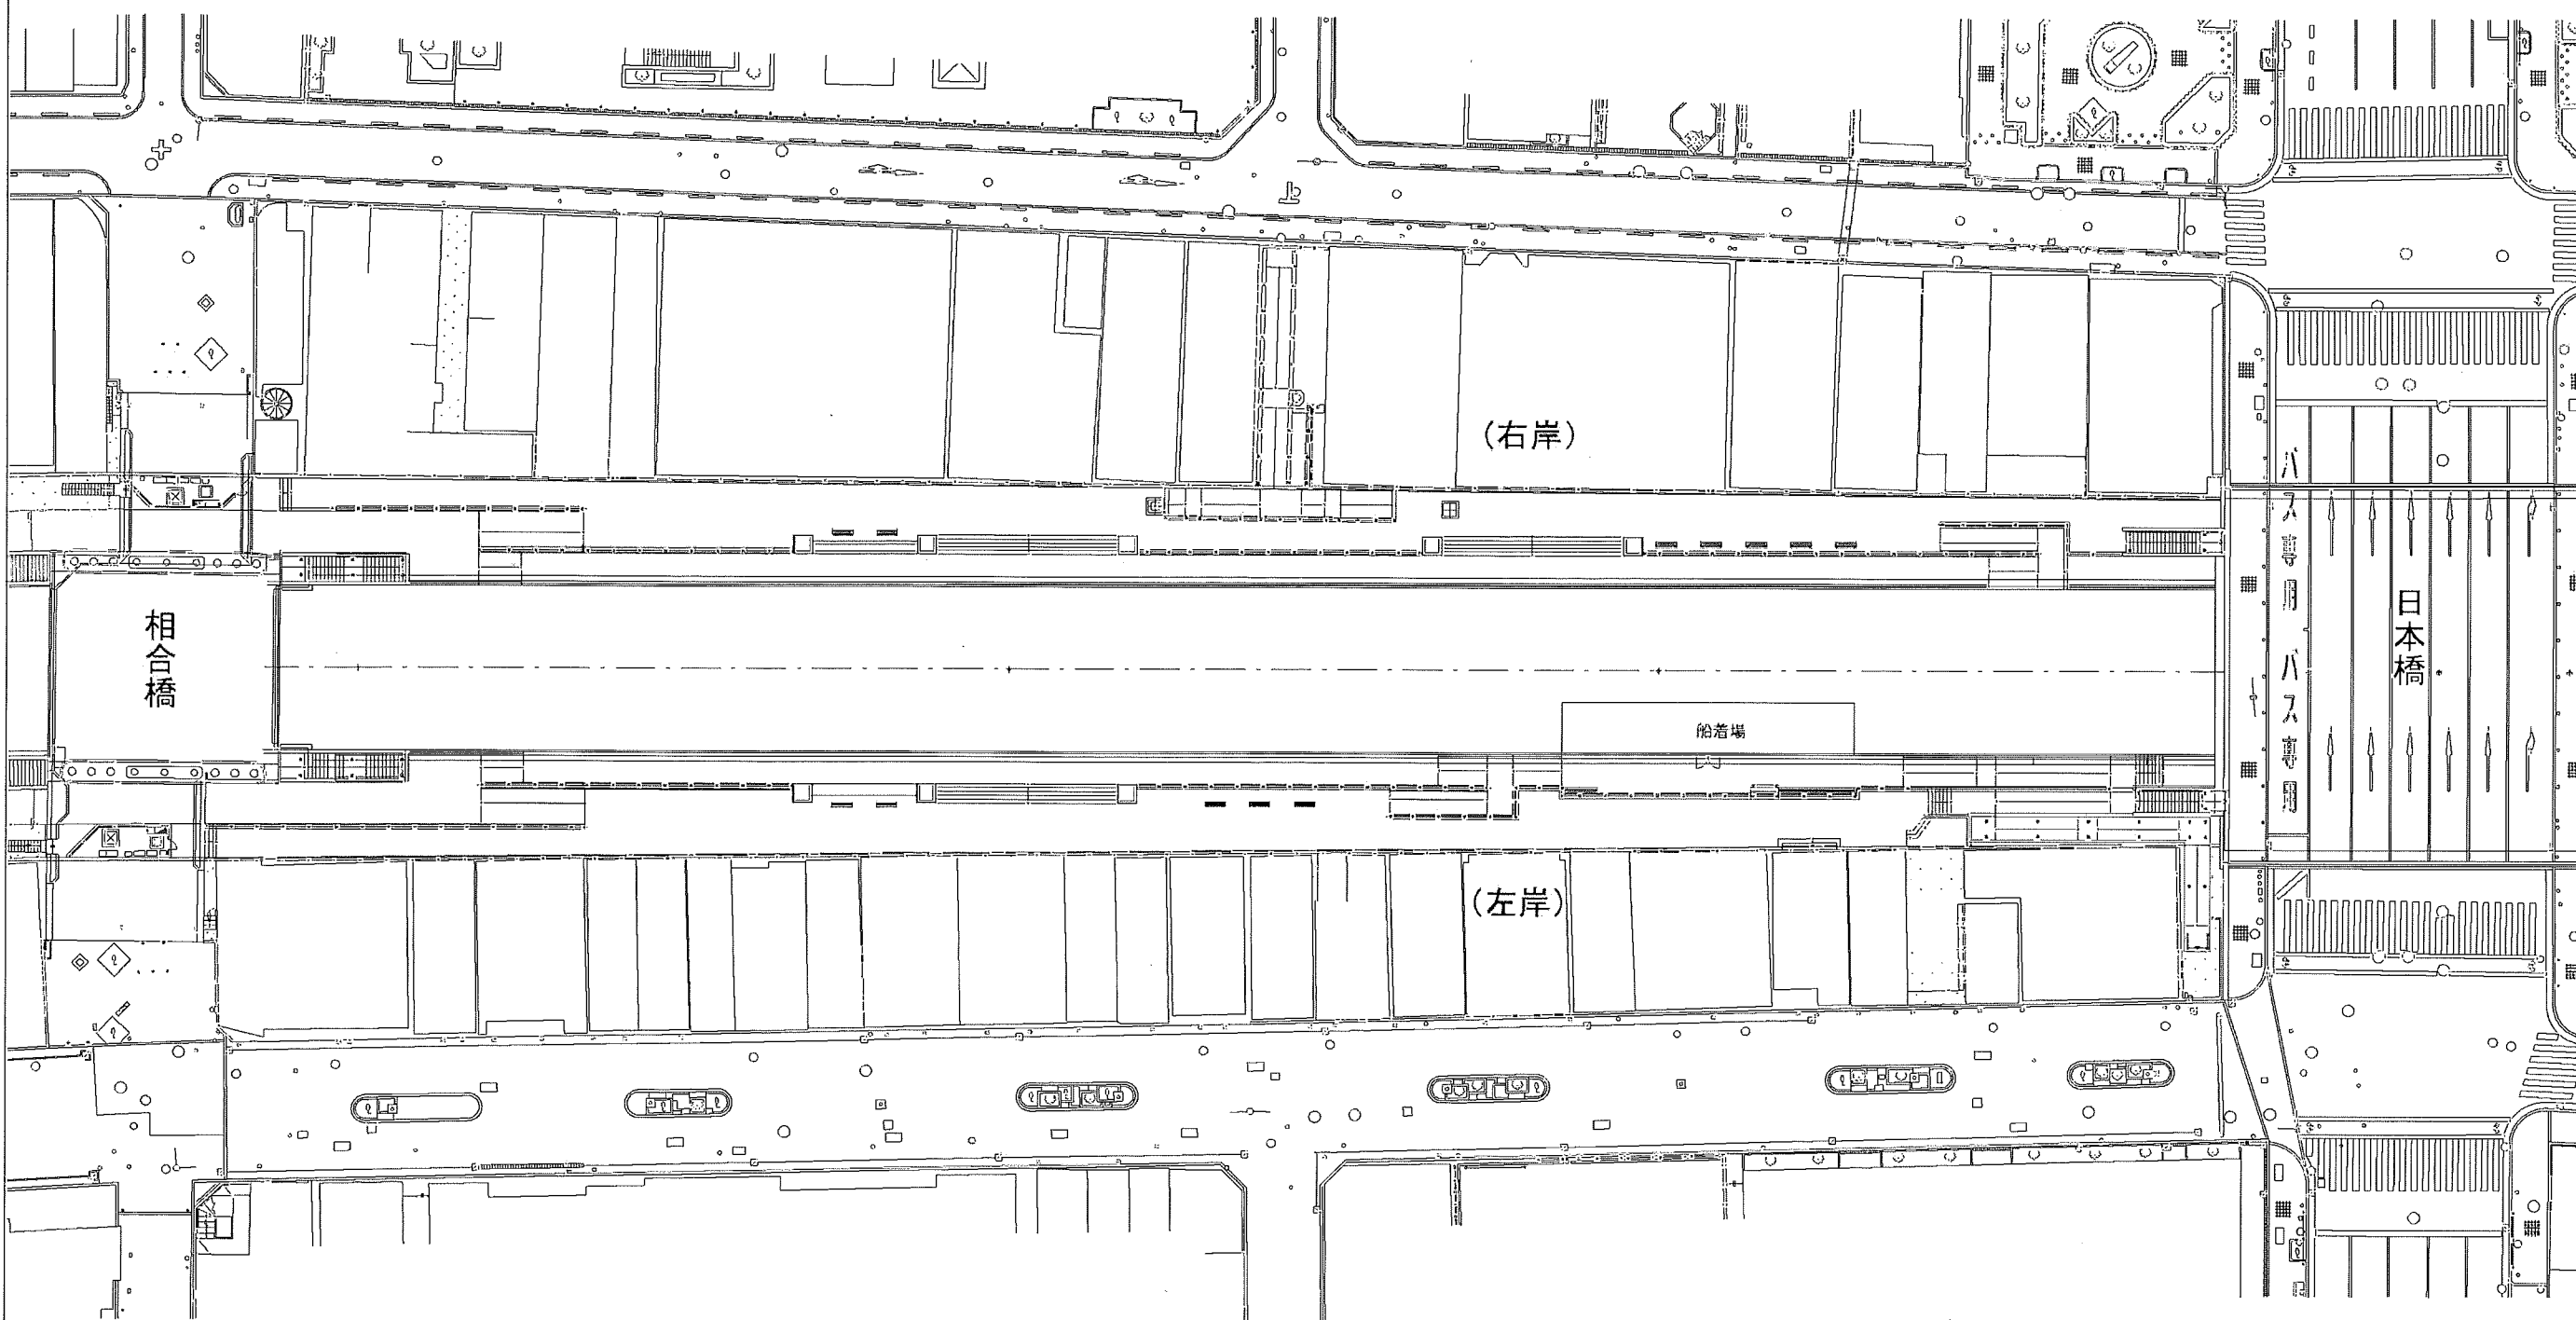 (右岸)
相合橋
船着場
日本橋
バス専用
バス専用
(左岸)